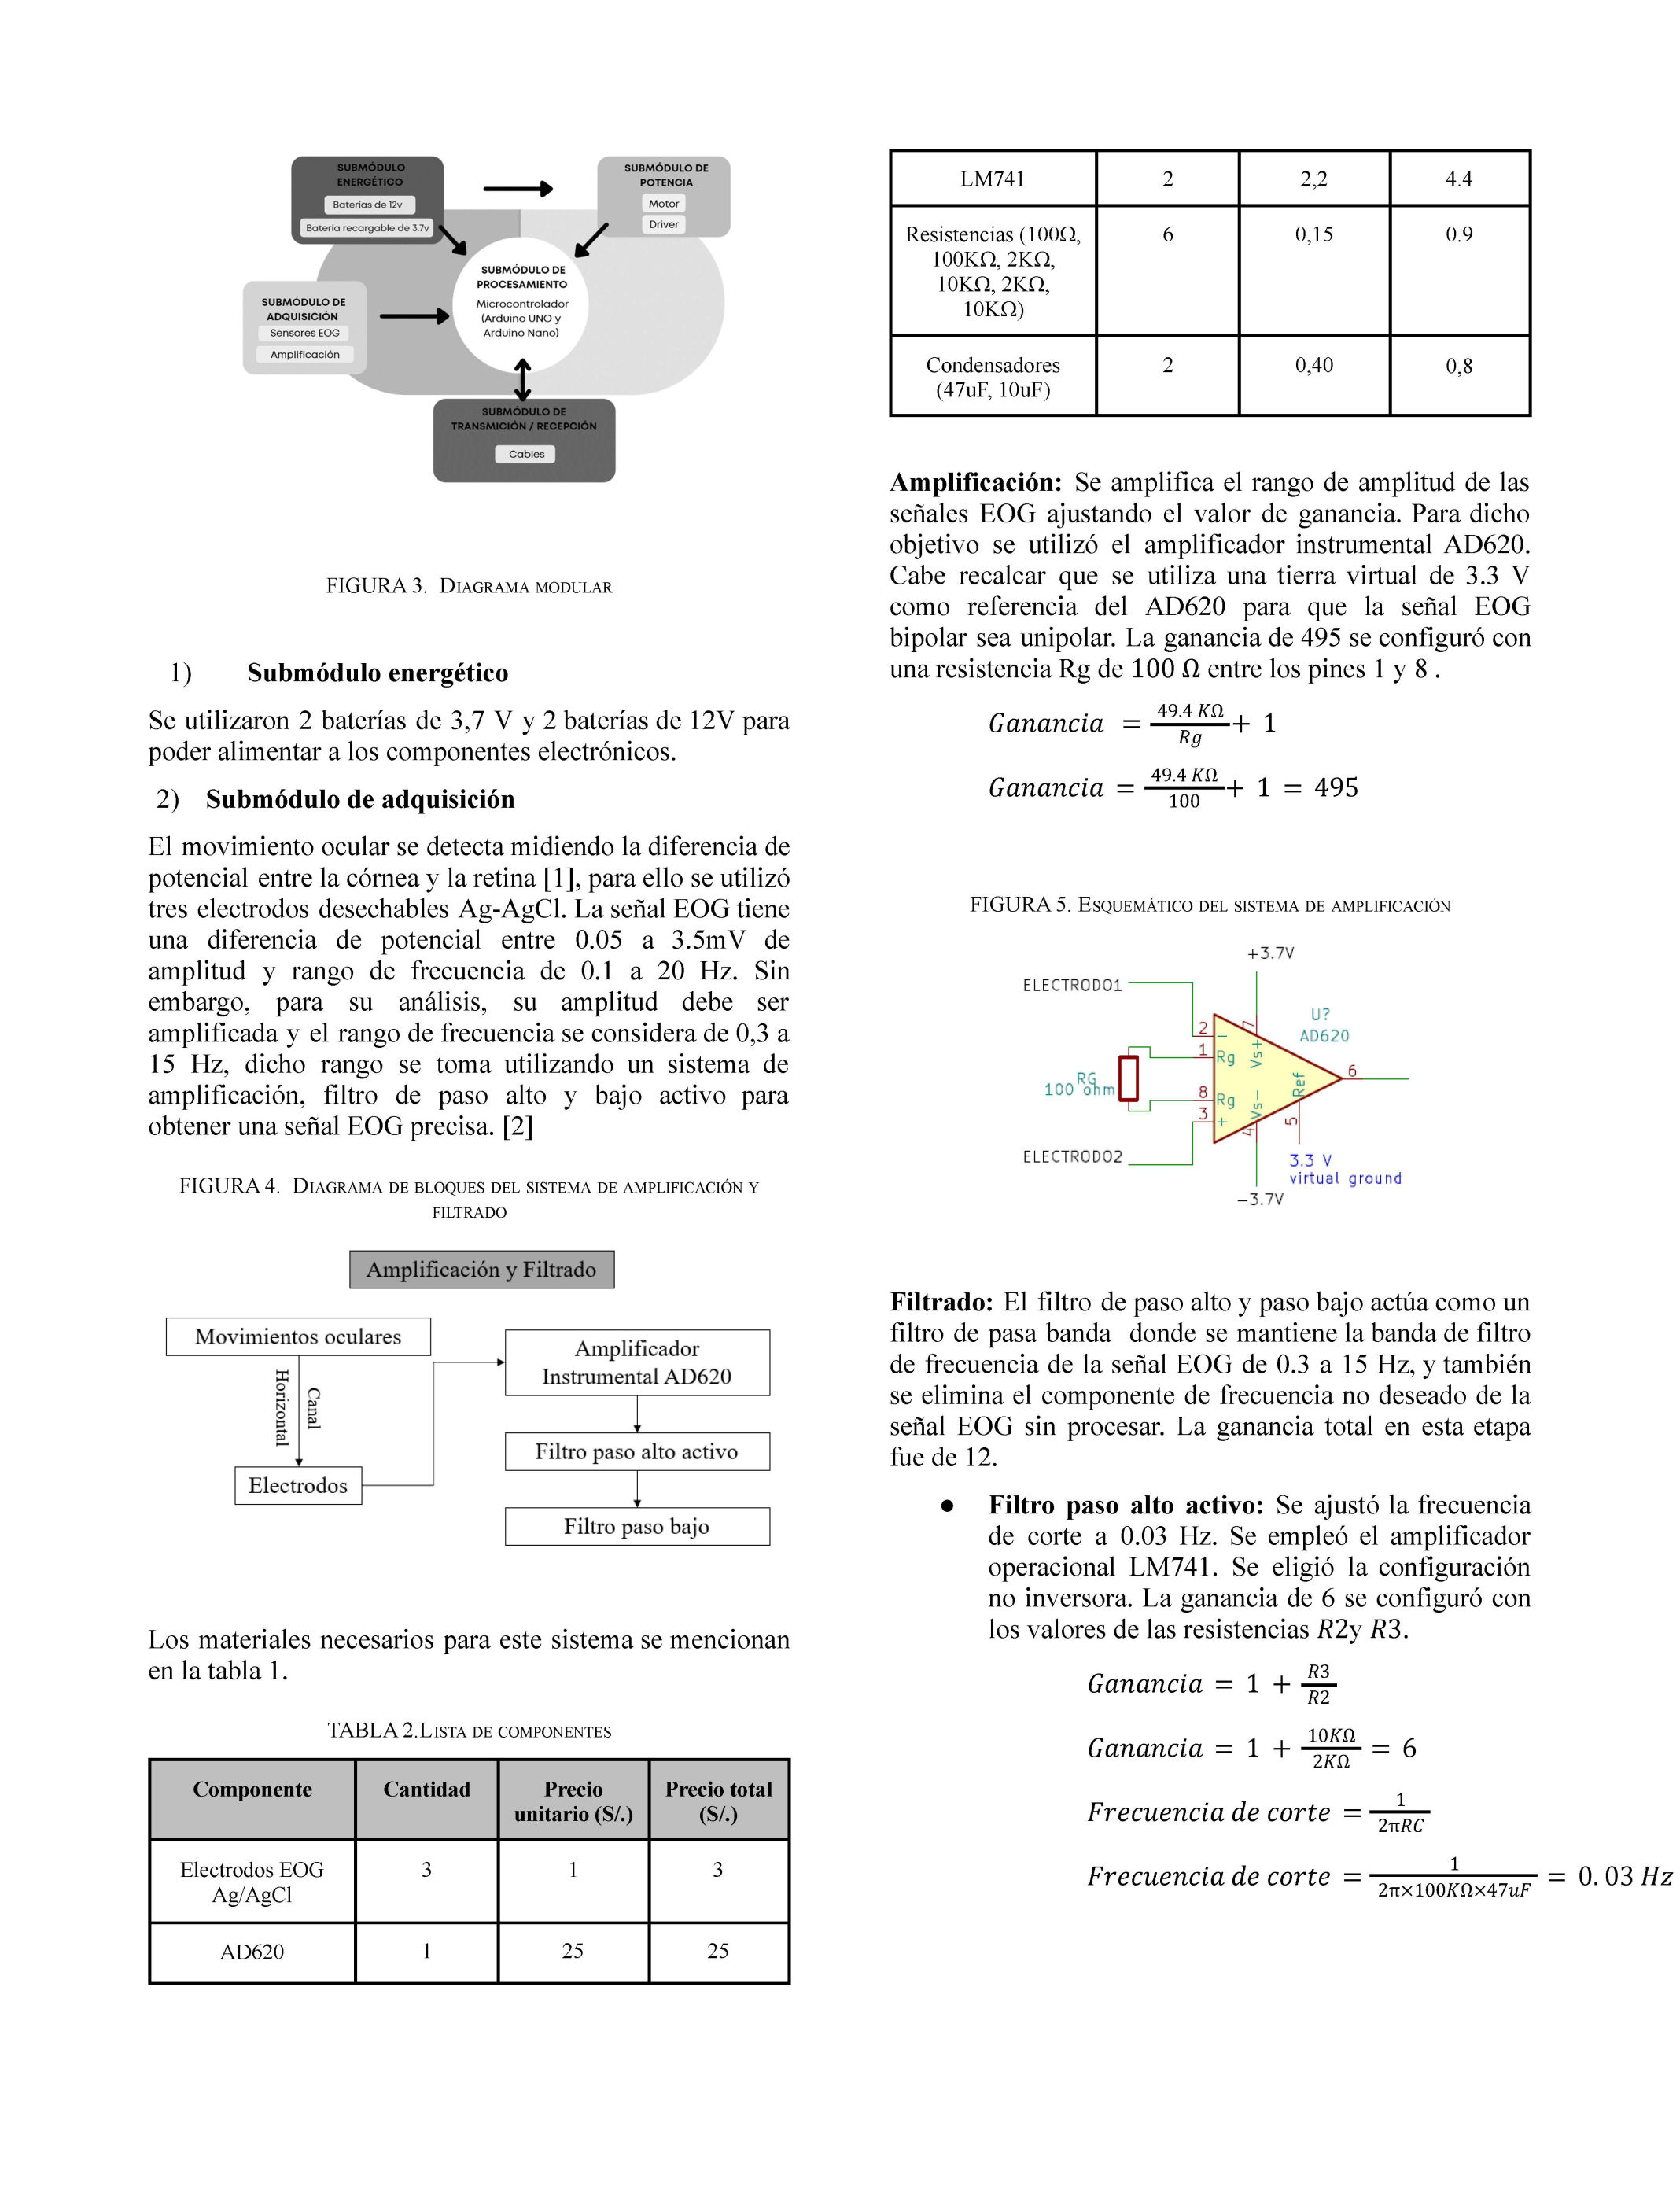 SUBMÓDULO
ENERGÉTICO
Baterías de 12v
Batería recargable de 3.7v
SUBMÓDULO DE
POTENCIA
Motor
Driver
SUBMÓDULO DE
PROCESAMIENTO
Microcontrolador
(Arduino UNO y
Arduino Nano)
SUBMÓDULO DE
ADQUISICIÓN
Sensores EOG
Amplificación
SUBMÓDULO DE
TRANSMICIÓN / RECEPCIÓN
Cables
FIGURA 3. DIAGRAMA MODULAR
1) Submódulo energético
Se utilizaron 2 baterías de 3,7 V y 2 baterías de 12V para
poder alimentar a los componentes electrónicos.
2) Submódulo de adquisición
El movimiento ocular se detecta midiendo la diferencia de
potencial entre la córnea y la retina [1], para ello se utilizó
tres electrodos desechables Ag-AgCl. La señal EOG tiene
una diferencia de potencial entre 0.05 a 3.5mV de
amplitud y rango de frecuencia de 0.1 a 20 Hz. Sin
embargo, para su análisis, su amplitud debe ser
amplificada y el rango de frecuencia se considera de 0,3 a
15 Hz, dicho rango se toma utilizando un sistema de
amplificación, filtro de paso alto y bajo activo para
obtener una señal EOG precisa. [2]
FIGURA 4. DIAGRAMA DE BLOQUES DEL SISTEMA DE AMPLIFICACIÓN Y
FILTRADO
Amplificación y Filtrado
Movimientos oculares
Canal
Horizontal
Electrodos
Amplificador
Instrumental AD620
Filtro paso alto activo
Filtro paso bajo
Los materiales necesarios para este sistema se mencionan
en la tabla 1.
TABLA 2.LISTA DE COMPONENTES
Componente Cantidad Precio unitario (S/.) Precio total (S/.)
Electrodos EOG Ag/AgCl 3 1 3
AD620 1 25 25
LM741 2 2,2 4.4
Resistencias (100Ω, 6 0,15 0.9
100KΩ, 2KΩ,
10KΩ, 2KΩ,
10KΩ)
Condensadores 2 0,40 0,8
(47uF, 10uF)
Amplificación: Se amplifica el rango de amplitud de las
señales EOG ajustando el valor de ganancia. Para dicho
objetivo se utilizó el amplificador instrumental AD620.
Cabe recalcar que se utiliza una tierra virtual de 3.3 V
como referencia del AD620 para que la señal EOG
bipolar sea unipolar. La ganancia de 495 se configuró con
una resistencia Rg de 100 Ω entre los pines 1 y 8 .
Ganancia = 49.4 KΩ/Rg + 1
Ganancia = 49.4 KΩ/100 + 1 = 495
FIGURA 5. ESQUEMÁTICO DEL SISTEMA DE AMPLIFICACIÓN
+3.7V
ELECTRODO1
U?
AD620
2 −
1 Rg
7 Vs+
RG
100 ohm
6
8 Rg
3 +
4 Vs−
5 Ref
ELECTRODO2
3.3 V
virtual ground
−3.7V
Filtrado: El filtro de paso alto y paso bajo actúa como un
filtro de pasa banda donde se mantiene la banda de filtro
de frecuencia de la señal EOG de 0.3 a 15 Hz, y también
se elimina el componente de frecuencia no deseado de la
señal EOG sin procesar. La ganancia total en esta etapa
fue de 12.
● Filtro paso alto activo: Se ajustó la frecuencia
de corte a 0.03 Hz. Se empleó el amplificador
operacional LM741. Se eligió la configuración
no inversora. La ganancia de 6 se configuró con
los valores de las resistencias R2y R3.
Ganancia = 1 + R3/R2
Ganancia = 1 + 10KΩ/2KΩ = 6
Frecuencia de corte = 1/2πRC
Frecuencia de corte = 1/2π×100KΩ×47uF = 0.03 Hz